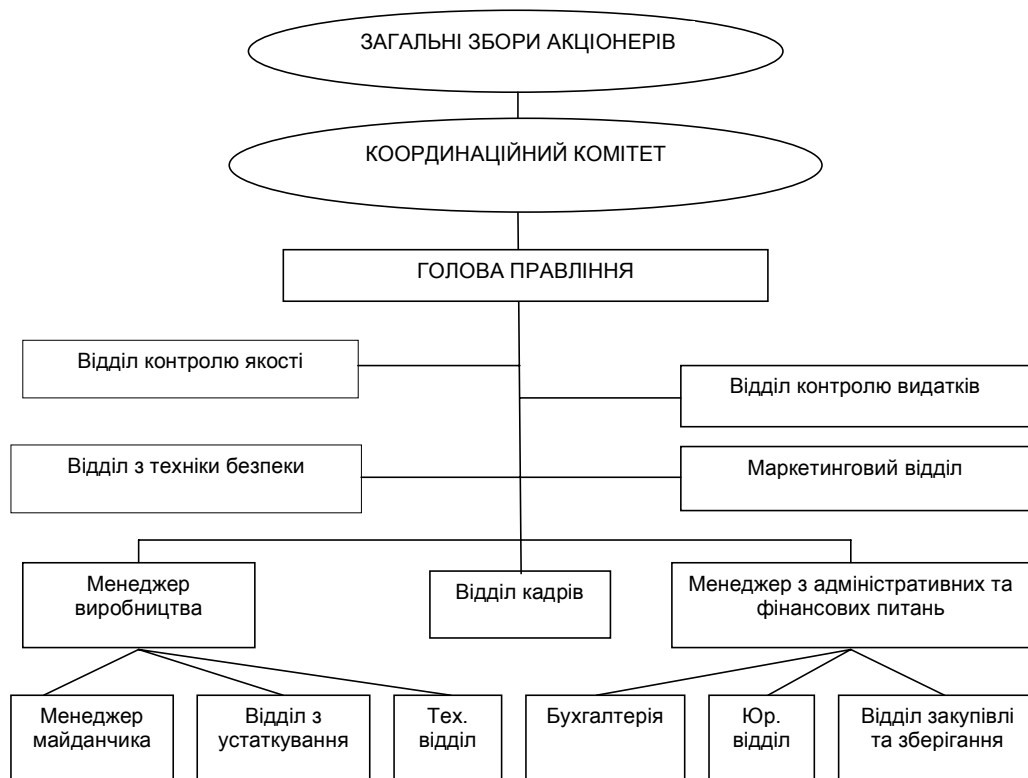 ЗАГАЛЬНІ ЗБОРИ АКЦІОНЕРІВ
КООРДИНАЦІЙНИЙ КОМІТЕТ
ГОЛОВА ПРАВЛІННЯ
Відділ контролю якості
Відділ контролю видатків
Відділ з техніки безпеки
Маркетинговий відділ
Менеджер
виробництва
Відділ кадрів
Менеджер з адміністративних та
фінансових питань
Менеджер
майданчика
Відділ з
устаткування
Тех.
відділ
Бухгалтерія
Юр.
відділ
Відділ закупівлі
та зберігання